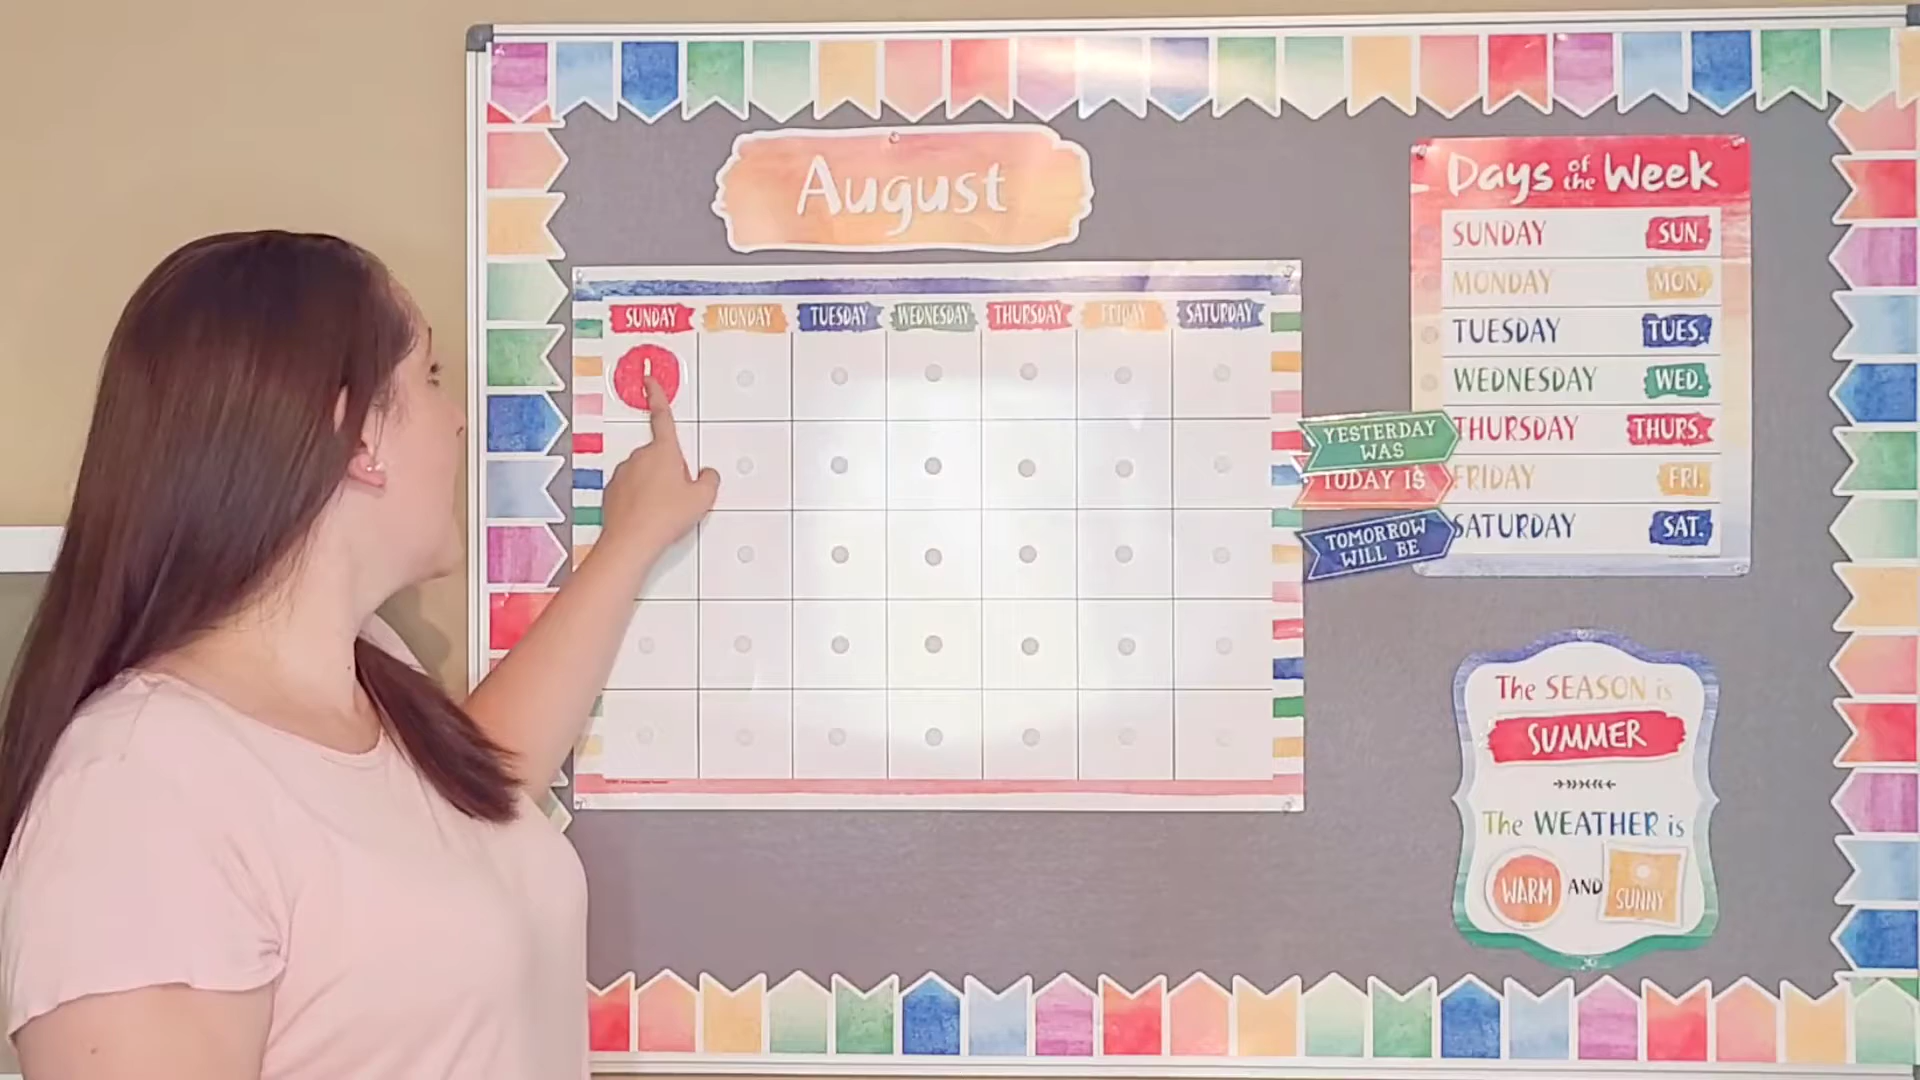 August
Days of the Week
SUNDAY SUN.
MONDAY MON.
TUESDAY TUES.
WEDNESDAY WED.
THURSDAY THURS.
FRIDAY FRI.
SATURDAY SAT.
YESTERDAY
WAS
TODAY IS
TOMORROW
WILL BE
SUNDAY MONDAY TUESDAY WEDNESDAY THURSDAY FRIDAY SATURDAY
1
The SEASON is
SUMMER
The WEATHER is
WARM AND SUNNY